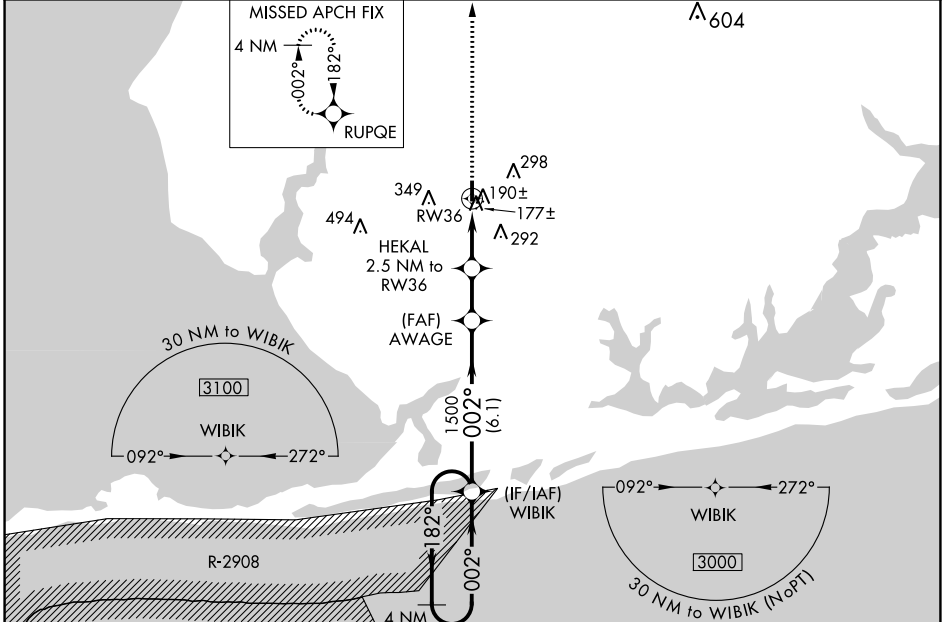 MISSED APCH FIX
4 NM
002°
182°
RUPQE
604
298
349
190±
RW36
177±
494
292
HEKAL
2.5 NM to
RW36
(FAF)
AWAGE
30 NM to WIBIK
3100
WIBIK
092°
272°
1500
002°
(6.1)
(IF/IAF)
WIBIK
182°
002°
4 NM
R-2908
092°
272°
WIBIK
3000
30 NM to WIBIK (NoPT)